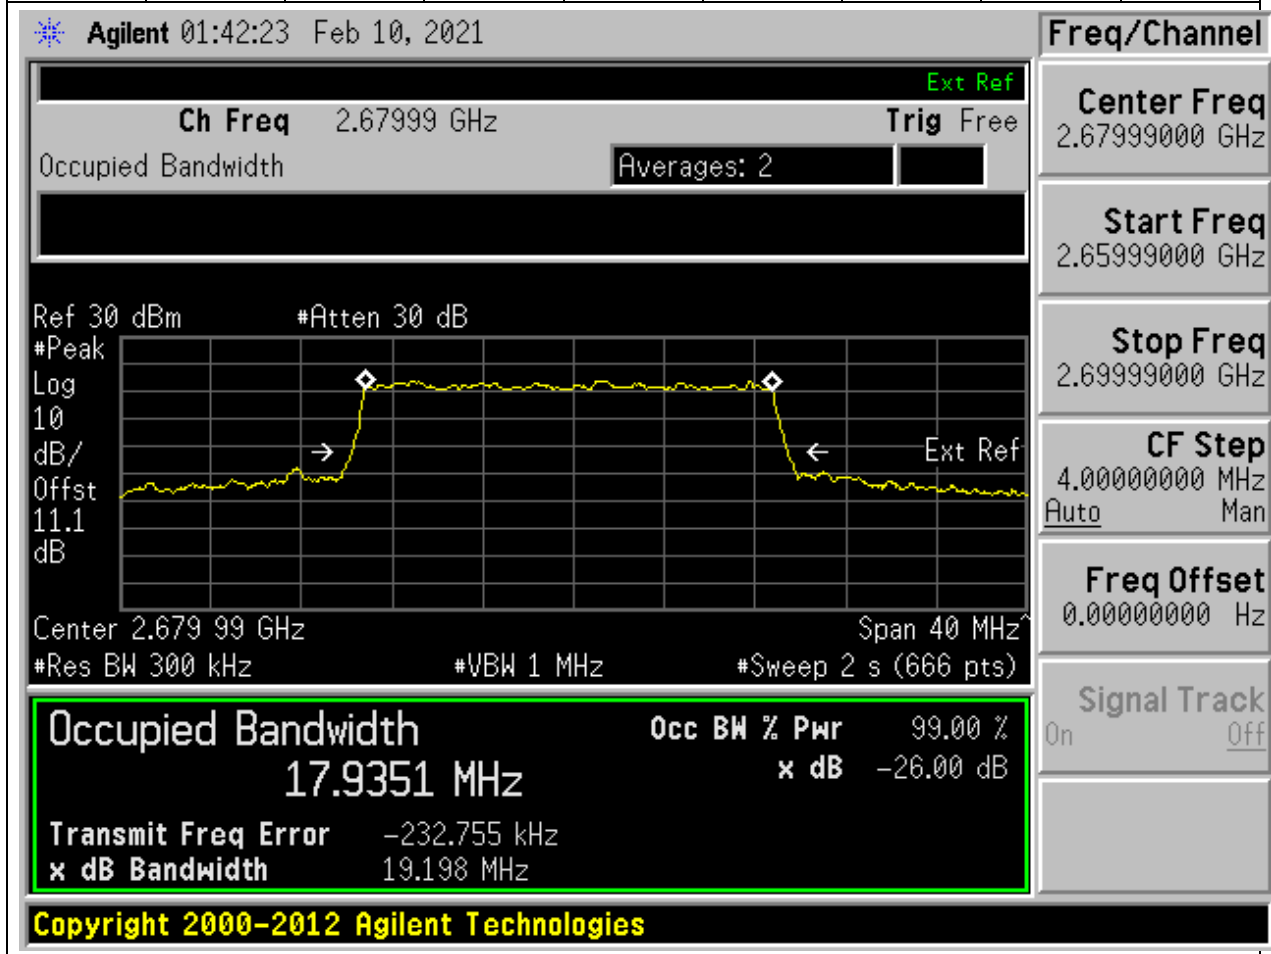 Agilent 01:42:23 Feb 10, 2021
Freq/Channel
Ext Ref
Ch Freq 2.67999 GHz Trig Free
Occupied Bandwidth Averages: 2
Center Freq
2.67999000 GHz
Start Freq
2.65999000 GHz
Stop Freq
2.69999000 GHz
CF Step
4.00000000 MHz
Auto Man
Freq Offset
0.00000000 Hz
Signal Track
On Off
Ref 30 dBm #Atten 30 dB
#Peak
Log
10
dB/
Offst
11.1
dB
Ext Ref
Center 2.679 99 GHz Span 40 MHz^
#Res BW 300 kHz #VBW 1 MHz #Sweep 2 s (666 pts)
Occupied Bandwidth
17.9351 MHz
Occ BW % Pwr 99.00 %
x dB -26.00 dB
Transmit Freq Error -232.755 kHz
x dB Bandwidth 19.198 MHz
Copyright 2000-2012 Agilent Technologies